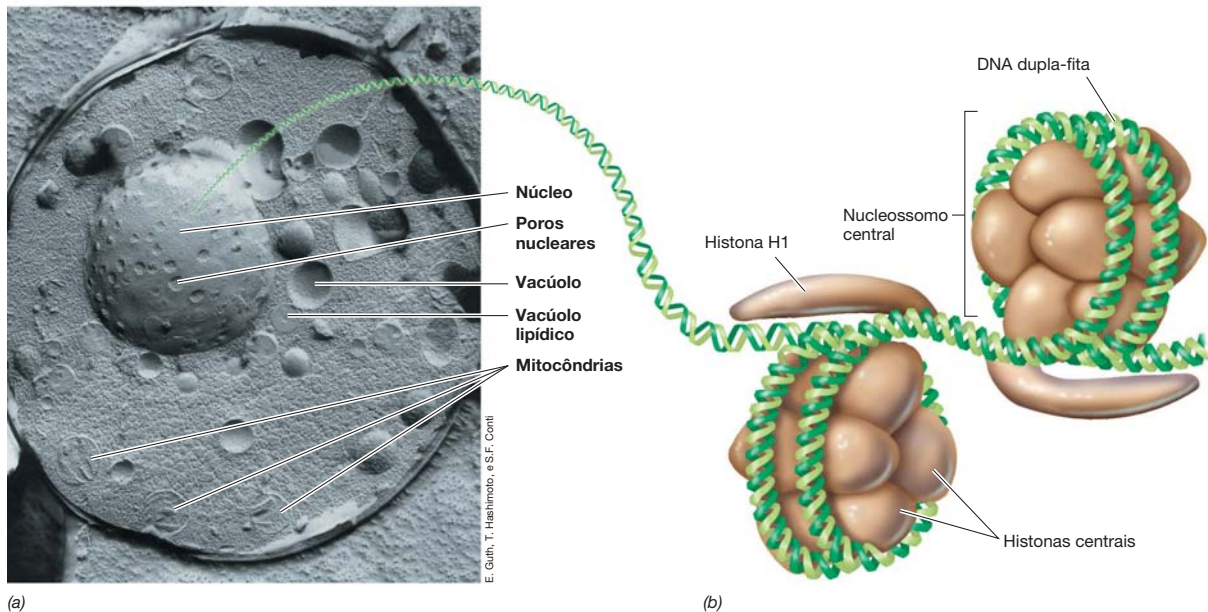 DNA dupla-fita
Núcleo
Poros
nucleares
Vacúolo
Vacúolo
lipídico
Mitocôndrias
E. Guth, T. Hashimoto, e S.F. Conti
Nucleossomo
central
Histona H1
Histonas centrais
(a)
(b)